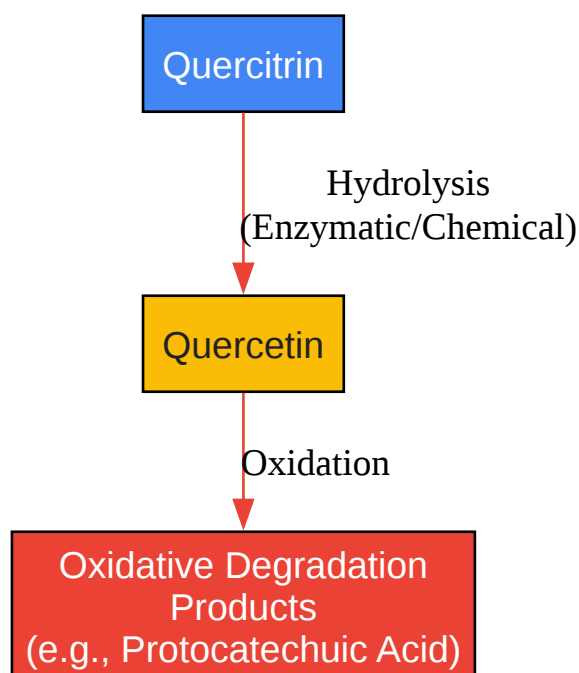 Quercitrin
Hydrolysis
(Enzymatic/Chemical)
Quercetin
Oxidation
Oxidative Degradation
Products
(e.g., Protocatechuic Acid)